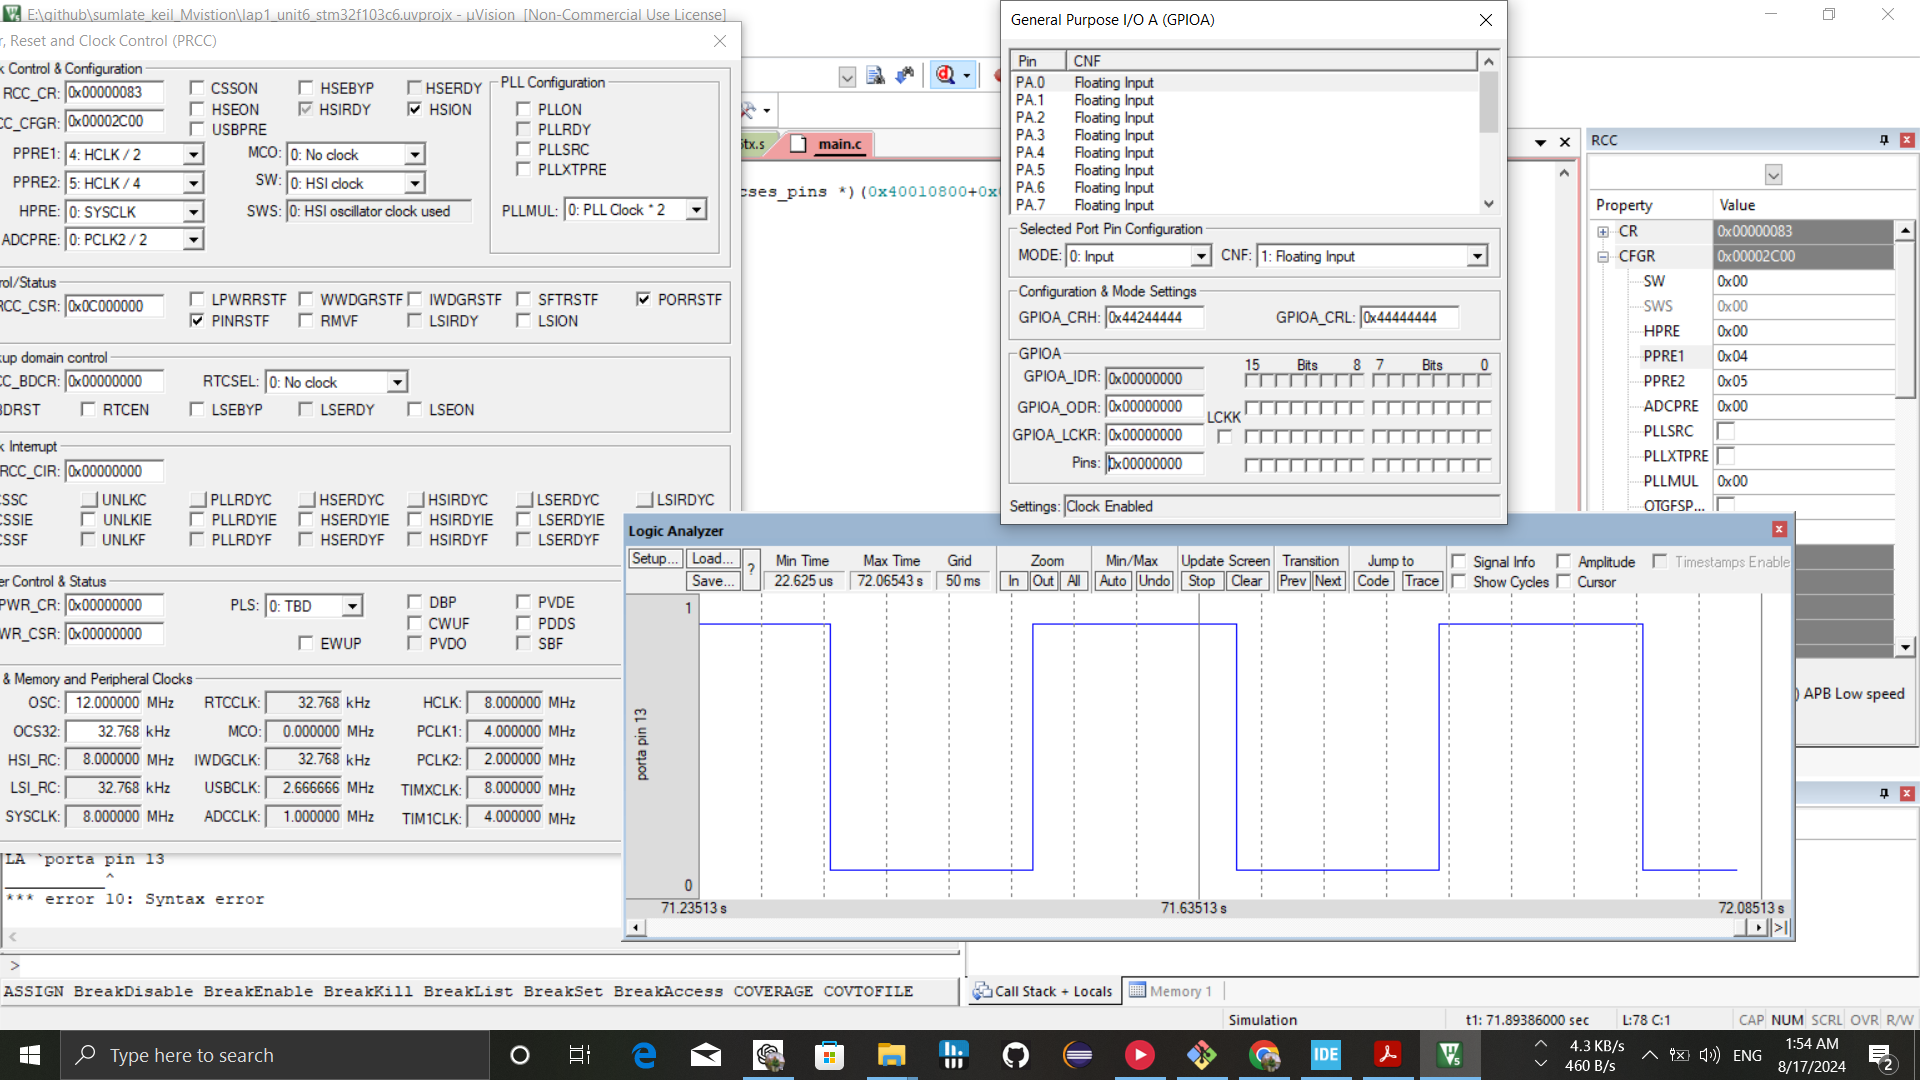 E:\github\sumlate_keil_Mvistion\lap1_unit6_stm32f103c6.uvprojx - µVision [Non-Commercial Use License]
r, Reset and Clock Control (PRCC)
k Control & Configuration
RCC_CR: 0x00000083
CC_CFGR: 0x00002C00
CSSON HSEBYP HSERDY
HSEON HSIRDY HSION
USBPRE
PPRE1: 4: HCLK / 2
PPRE2: 5: HCLK / 4
HPRE: 0: SYSCLK
ADCPRE: 0: PCLK2 / 2
MCO: 0: No clock
SW: 0: HSI clock
SWS: 0: HSI oscillator clock used
PLL Configuration
PLLON
PLLRDY
PLLSRC
PLLXTPRE
PLLMUL: 0: PLL Clock * 2
rol/Status
RCC_CSR: 0x0C000000
LPWRRSTF WWDGRSTF IWDGRSTF SFTRSTF PORRSTF
PINRSTF RMVF LSIRDY LSION
kup domain control
CC_BDCR: 0x00000000 RTCSEL: 0: No clock
BDRST RTCEN LSEBYP LSERDY LSEON
k Interrupt
RCC_CIR: 0x00000000
CSSC UNLKC PLLRDYC HSERDYC HSIRDYC LSERDYC LSIRDYC
CSSIE UNLKIE PLLRDYIE HSERDYIE HSIRDYIE LSERDYIE
CSSF UNLKF PLLRDYF HSERDYF HSIRDYF LSERDYF
er Control & Status
PWR_CR: 0x00000000 PLS: 0: TBD DBP PVDE
WR_CSR: 0x00000000 CWUF PDDS
EWUP PVDO SBF
& Memory and Peripheral Clocks
OSC: 12.000000 MHz RTCCLK: 32.768 kHz HCLK: 8.000000 MHz
OCS32: 32.768 kHz MCO: 0.000000 MHz PCLK1: 4.000000 MHz
HSI_RC: 8.000000 MHz IWDGCLK: 32.768 kHz PCLK2: 2.000000 MHz
LSI_RC: 32.768 kHz USBCLK: 2.666666 MHz TIMXCLK: 8.000000 MHz
SYSCLK: 8.000000 MHz ADCCLK: 1.000000 MHz TIM1CLK: 4.000000 MHz
LA `porta pin 13
___________^
*** error 10: Syntax error
>
ASSIGN BreakDisable BreakEnable BreakKill BreakList BreakSet BreakAccess COVERAGE COVTOFILE
tx.s main.c
cses_pins *)(0x40010800+0x
General Purpose I/O A (GPIOA)
Pin CNF
PA.0 Floating Input
PA.1 Floating Input
PA.2 Floating Input
PA.3 Floating Input
PA.4 Floating Input
PA.5 Floating Input
PA.6 Floating Input
PA.7 Floating Input
Selected Port Pin Configuration
MODE: 0: Input CNF: 1: Floating Input
Configuration & Mode Settings
GPIOA_CRH: 0x44244444 GPIOA_CRL: 0x44444444
GPIOA
15 Bits 8 7 Bits 0
GPIOA_IDR: 0x00000000
GPIOA_ODR: 0x00000000
LCKK
GPIOA_LCKR: 0x00000000
Pins: 0x00000000
Settings: Clock Enabled
RCC
Property Value
CR 0x00000083
CFGR 0x00002C00
SW 0x00
SWS 0x00
HPRE 0x00
PPRE1 0x04
PPRE2 0x05
ADCPRE 0x00
PLLSRC
PLLXTPRE
PLLMUL 0x00
OTGFSP...
) APB Low speed
Logic Analyzer
Setup... Load... Min Time Max Time Grid Zoom Min/Max Update Screen Transition Jump to Signal Info Amplitude Timestamps Enable
Save... ? 22.625 us 72.06543 s 50 ms In Out All Auto Undo Stop Clear Prev Next Code Trace Show Cycles Cursor
1
porta pin 13
0
71.23513 s 71.63513 s 72.08513 s
Call Stack + Locals Memory 1
Simulation t1: 71.89386000 sec L:78 C:1 CAP NUM SCRL OVR R/W
Type here to search
IDE
4.3 KB/s
460 B/s
ENG
1:54 AM
8/17/2024
2